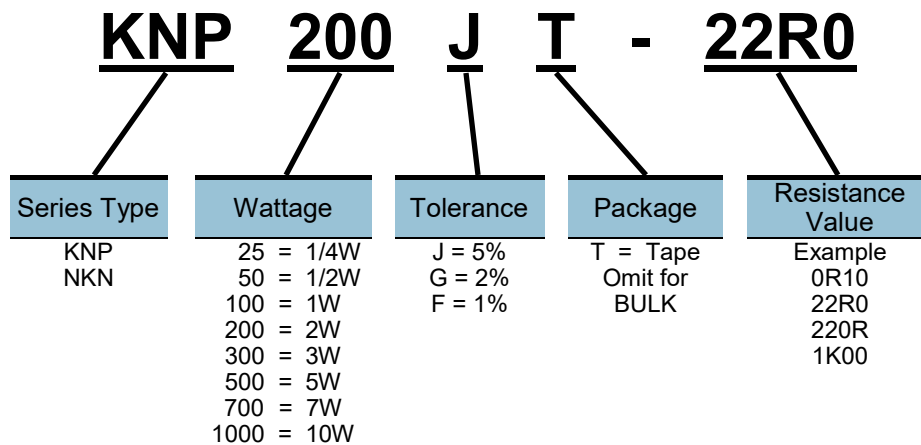 KNP 200 J T - 22R0
Series Type
KNP
NKN
Wattage
25 = 1/4W
50 = 1/2W
100 = 1W
200 = 2W
300 = 3W
500 = 5W
700 = 7W
1000 = 10W
Tolerance
J = 5%
G = 2%
F = 1%
Package
T = Tape
Omit for
BULK
Resistance
Value
Example
0R10
22R0
220R
1K00